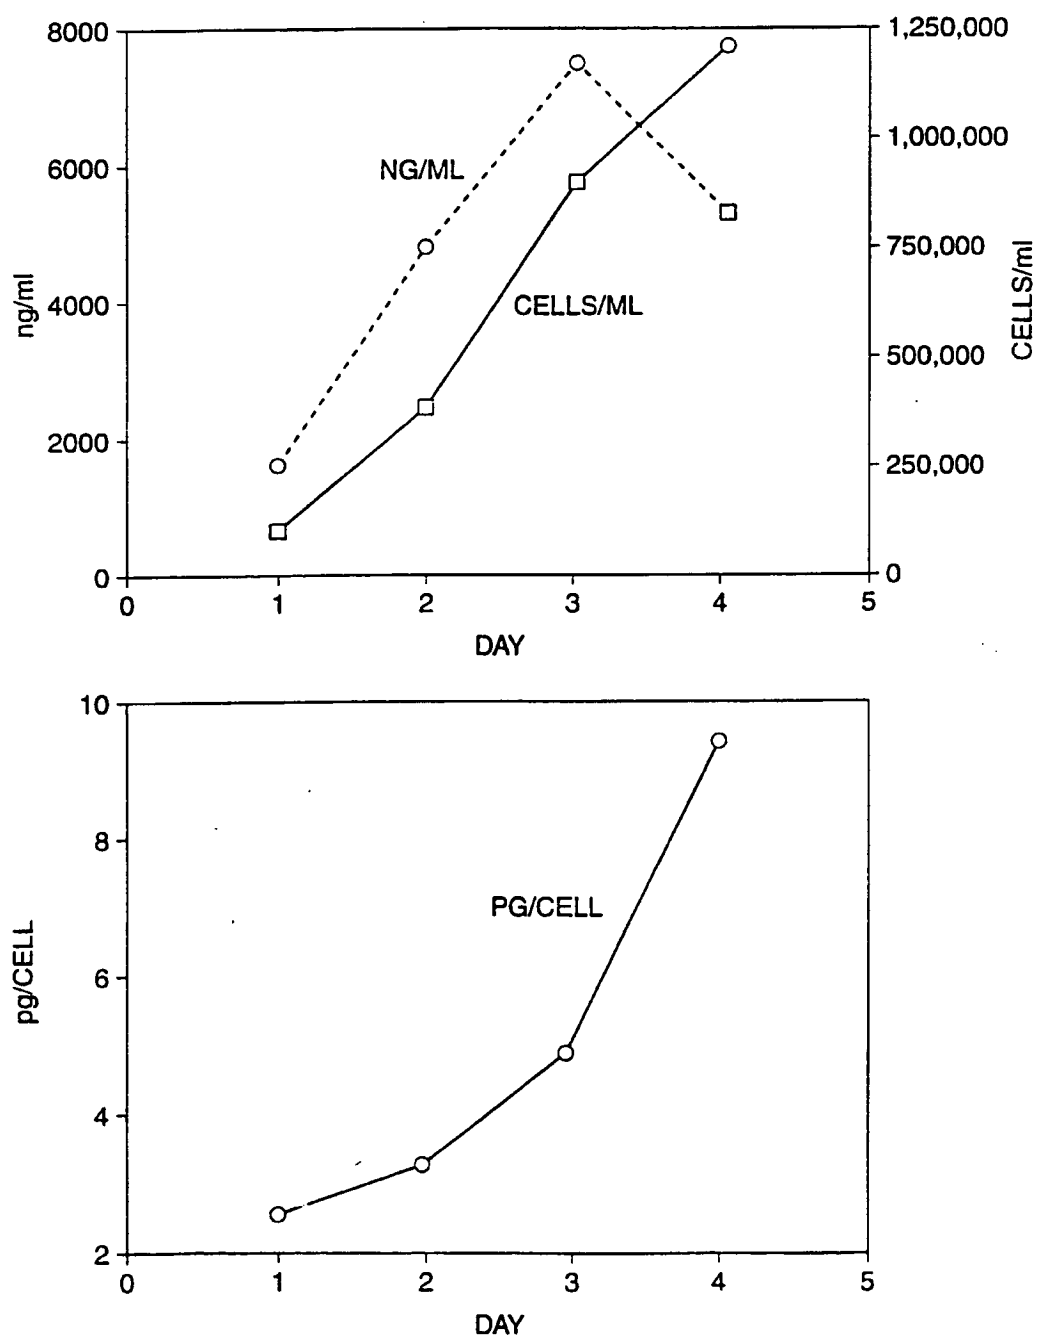 8000
6000
4000
2000
0
ng/ml
1,250,000
1,000,000
750,000
500,000
250,000
0
CELLS/ml
NG/ML
CELLS/ML
0 1 2 3 4 5
DAY
10
8
6
4
2
pg/CELL
PG/CELL
0 1 2 3 4 5
DAY